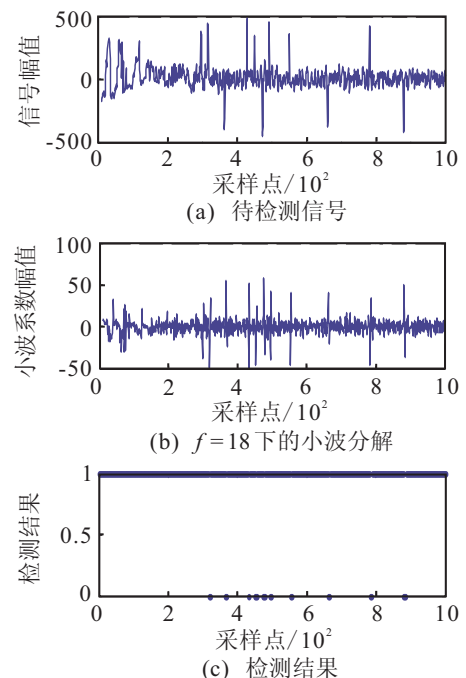 500
0
-500
信号幅值
0 2 4 6 8 10
采样点/10²
(a) 待检测信号
100
50
0
-50
小波系数幅值
0 2 4 6 8 10
采样点/10²
(b) f=18下的小波分解
1
0.5
0
检测结果
0 2 4 6 8 10
采样点/10²
(c) 检测结果